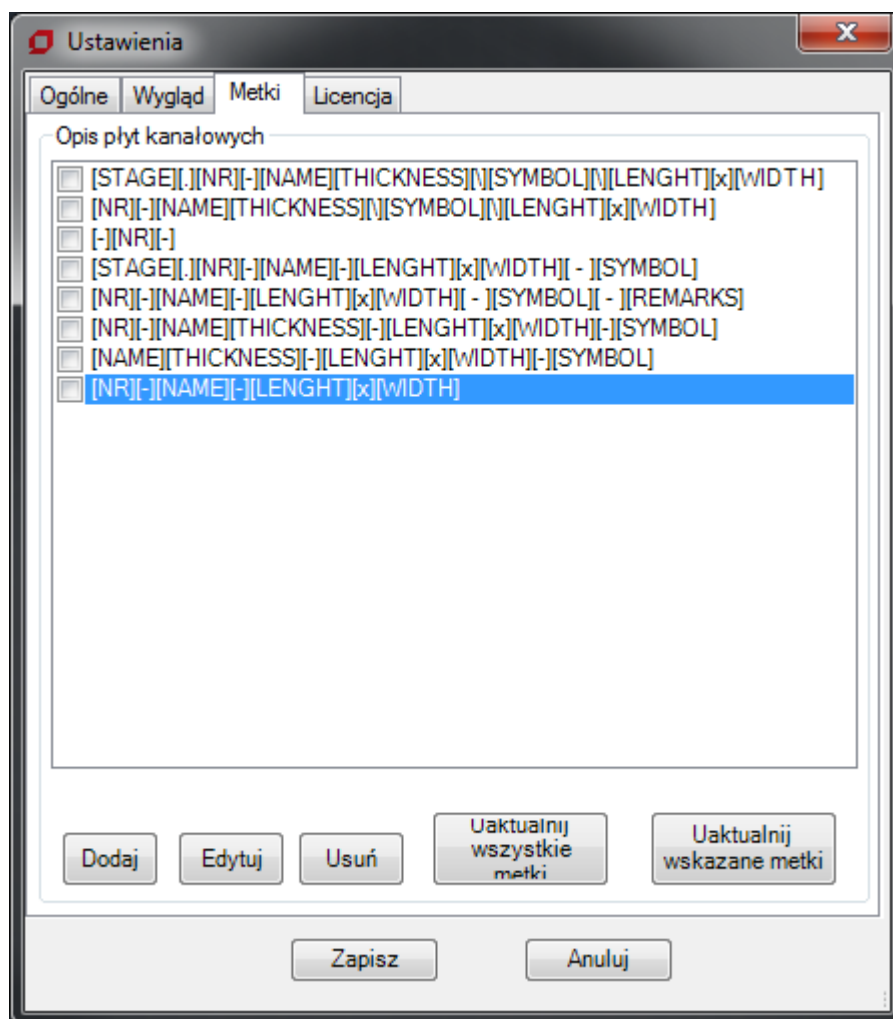 Ustawienia
Ogólne Wygląd Metki Licencja
Opis płyt kanałowych
[STAGE][.][NR][-][NAME][THICKNESS][\][SYMBOL][\][LENGHT][x][WIDTH]
[NR][-][NAME][THICKNESS][\][SYMBOL][\][LENGHT][x][WIDTH]
[-][NR][-]
[STAGE][.][NR][-][NAME][-][LENGHT][x][WIDTH][ - ][SYMBOL]
[NR][-][NAME][-][LENGHT][x][WIDTH][ - ][SYMBOL][ - ][REMARKS]
[NR][-][NAME][THICKNESS][-][LENGHT][x][WIDTH][-][SYMBOL]
[NAME][THICKNESS][-][LENGHT][x][WIDTH][-][SYMBOL]
[NR][-][NAME][-][LENGHT][x][WIDTH]
Dodaj
Edytuj
Usuń
Uaktualnij
wszystkie
metki
Uaktualnij
wskazane metki
Zapisz
Anuluj